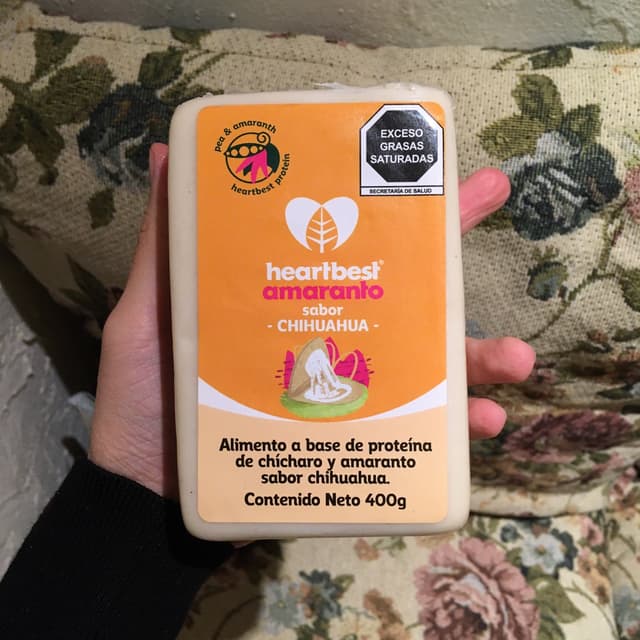 pea & amaranth
heartbest protein
EXCESO
GRASAS
SATURADAS
SECRETARÍA DE SALUD
heartbest®
amaranto
sabor
- CHIHUAHUA -
Alimento a base de proteína
de chícharo y amaranto
sabor chihuahua.
Contenido Neto 400g